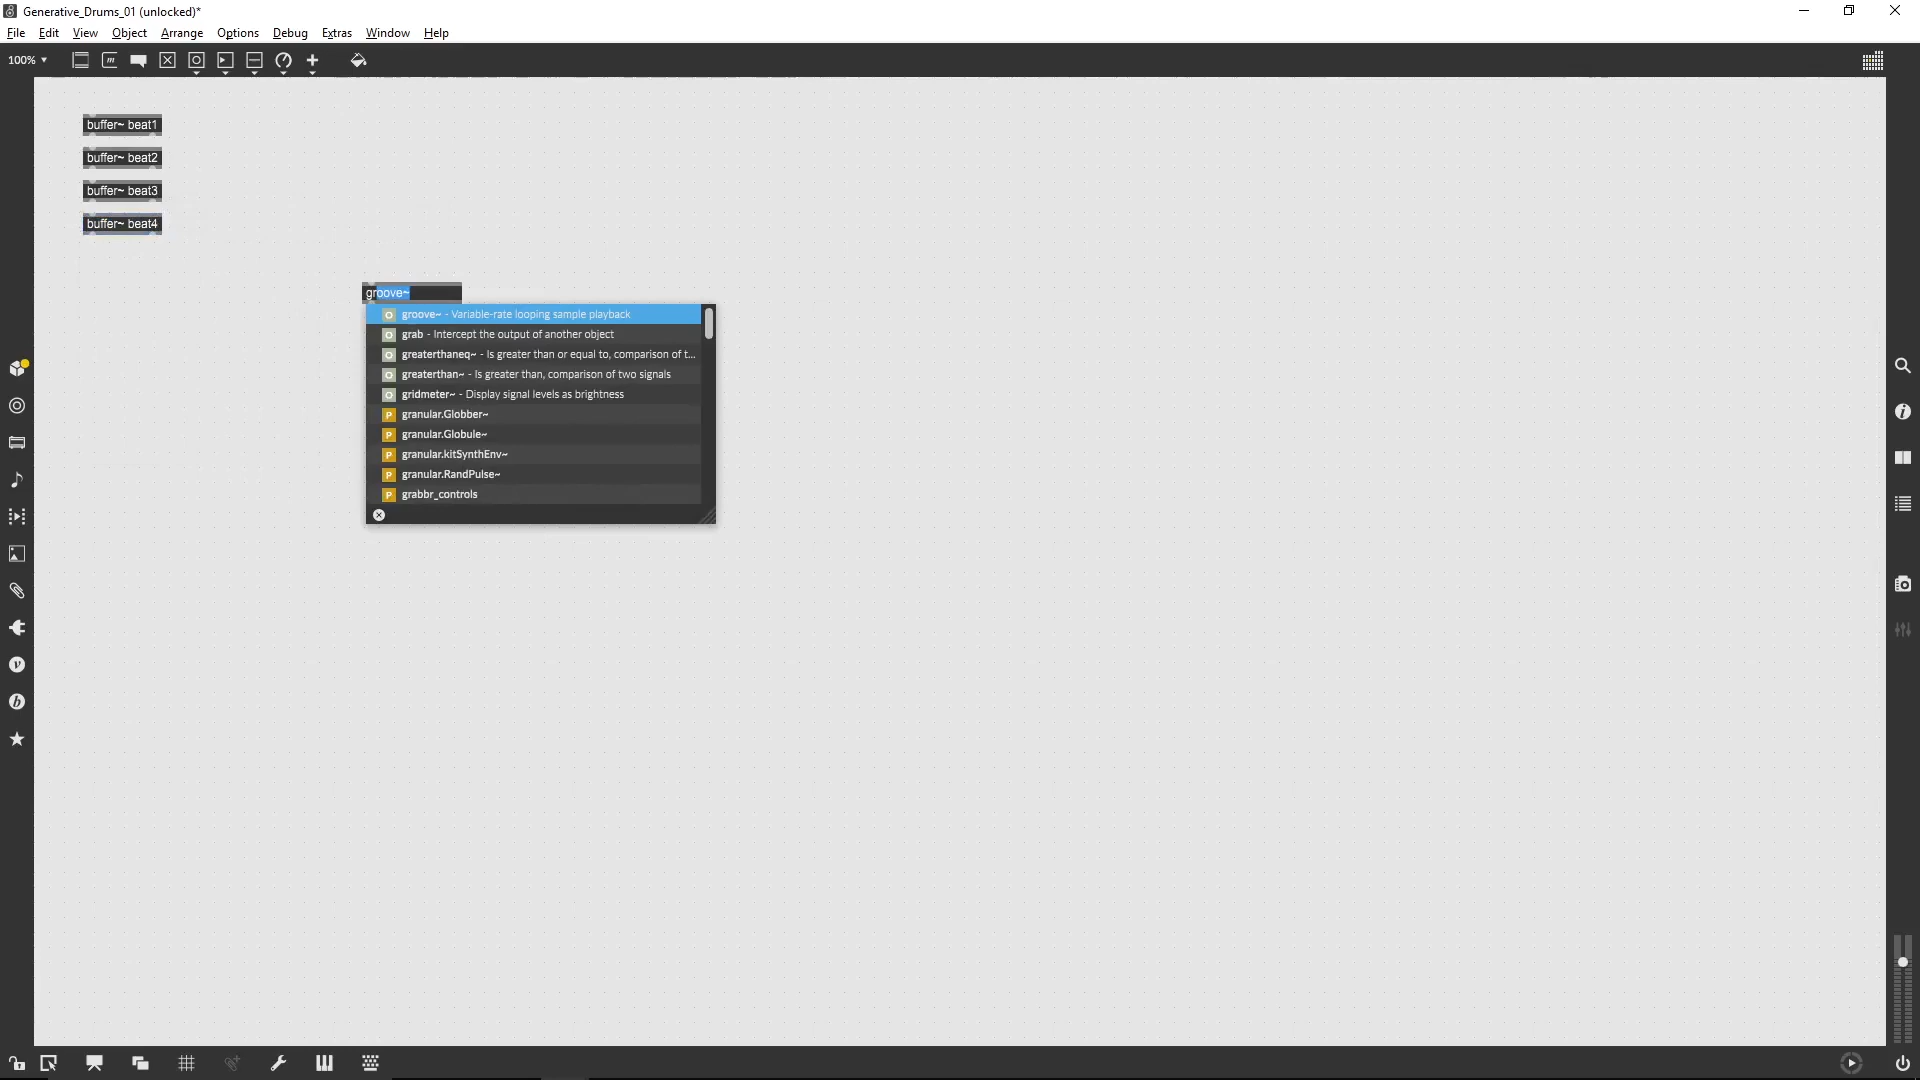 Generative_Drums_01 (unlocked)*
File Edit View Object Arrange Options Debug Extras Window Help
100%
buffer~ beat1
buffer~ beat2
buffer~ beat3
buffer~ beat4
groove~
groove~ - Variable-rate looping sample playback
grab - Intercept the output of another object
greaterthaneq~ - Is greater than or equal to, comparison of t...
greaterthan~ - Is greater than, comparison of two signals
gridmeter~ - Display signal levels as brightness
P granular.Globber~
P granular.Globule~
P granular.kitSynthEnv~
P granular.RandPulse~
P grabbr_controls